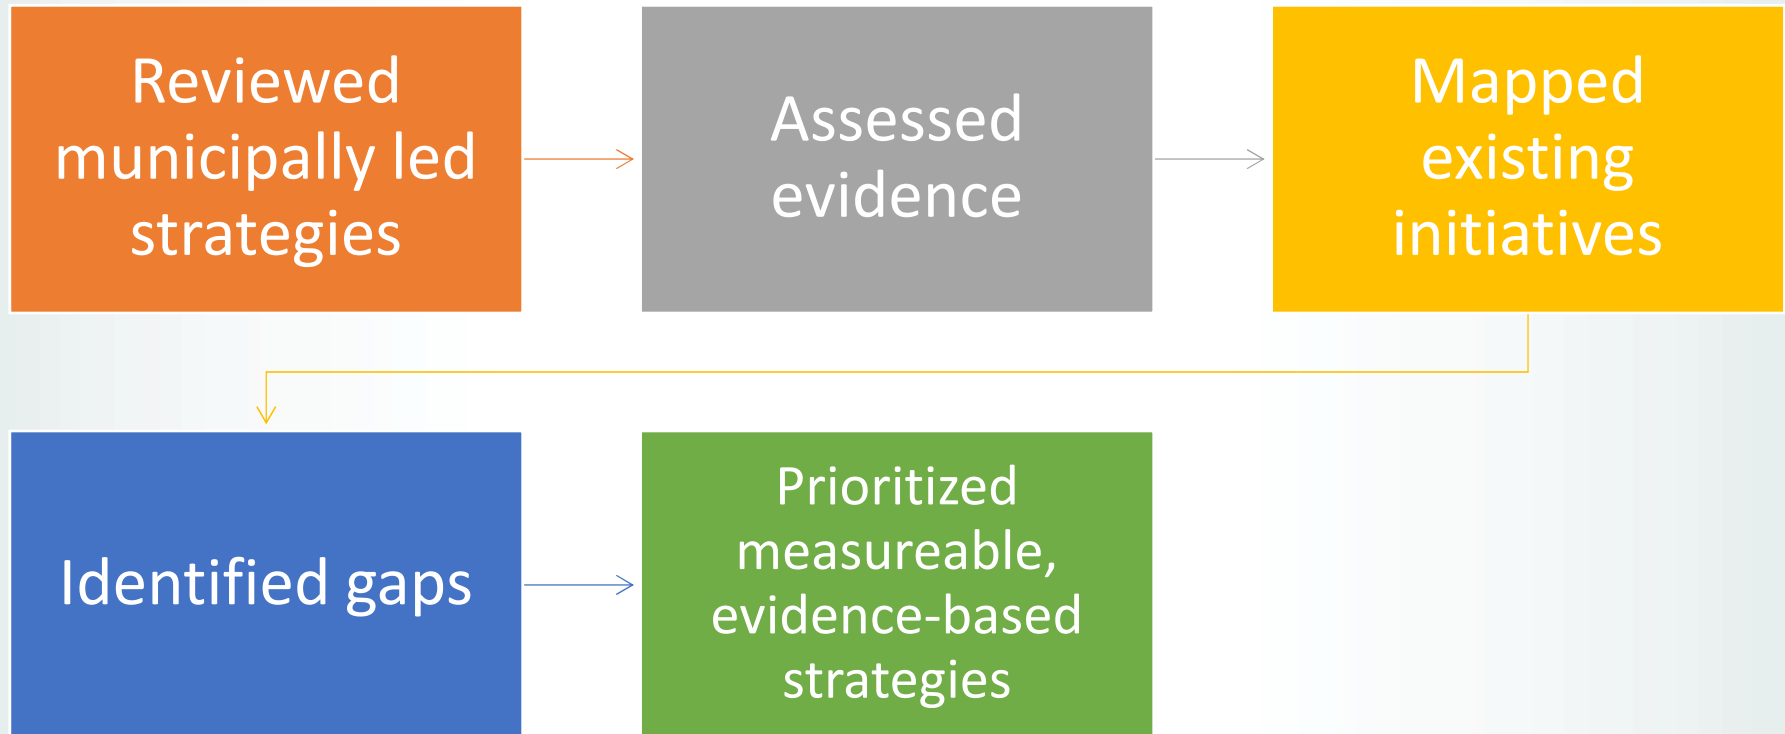 Reviewed
municipally led
strategies
Assessed
evidence
Mapped
existing
initiatives
Identified gaps
Prioritized
measureable,
evidence-based
strategies